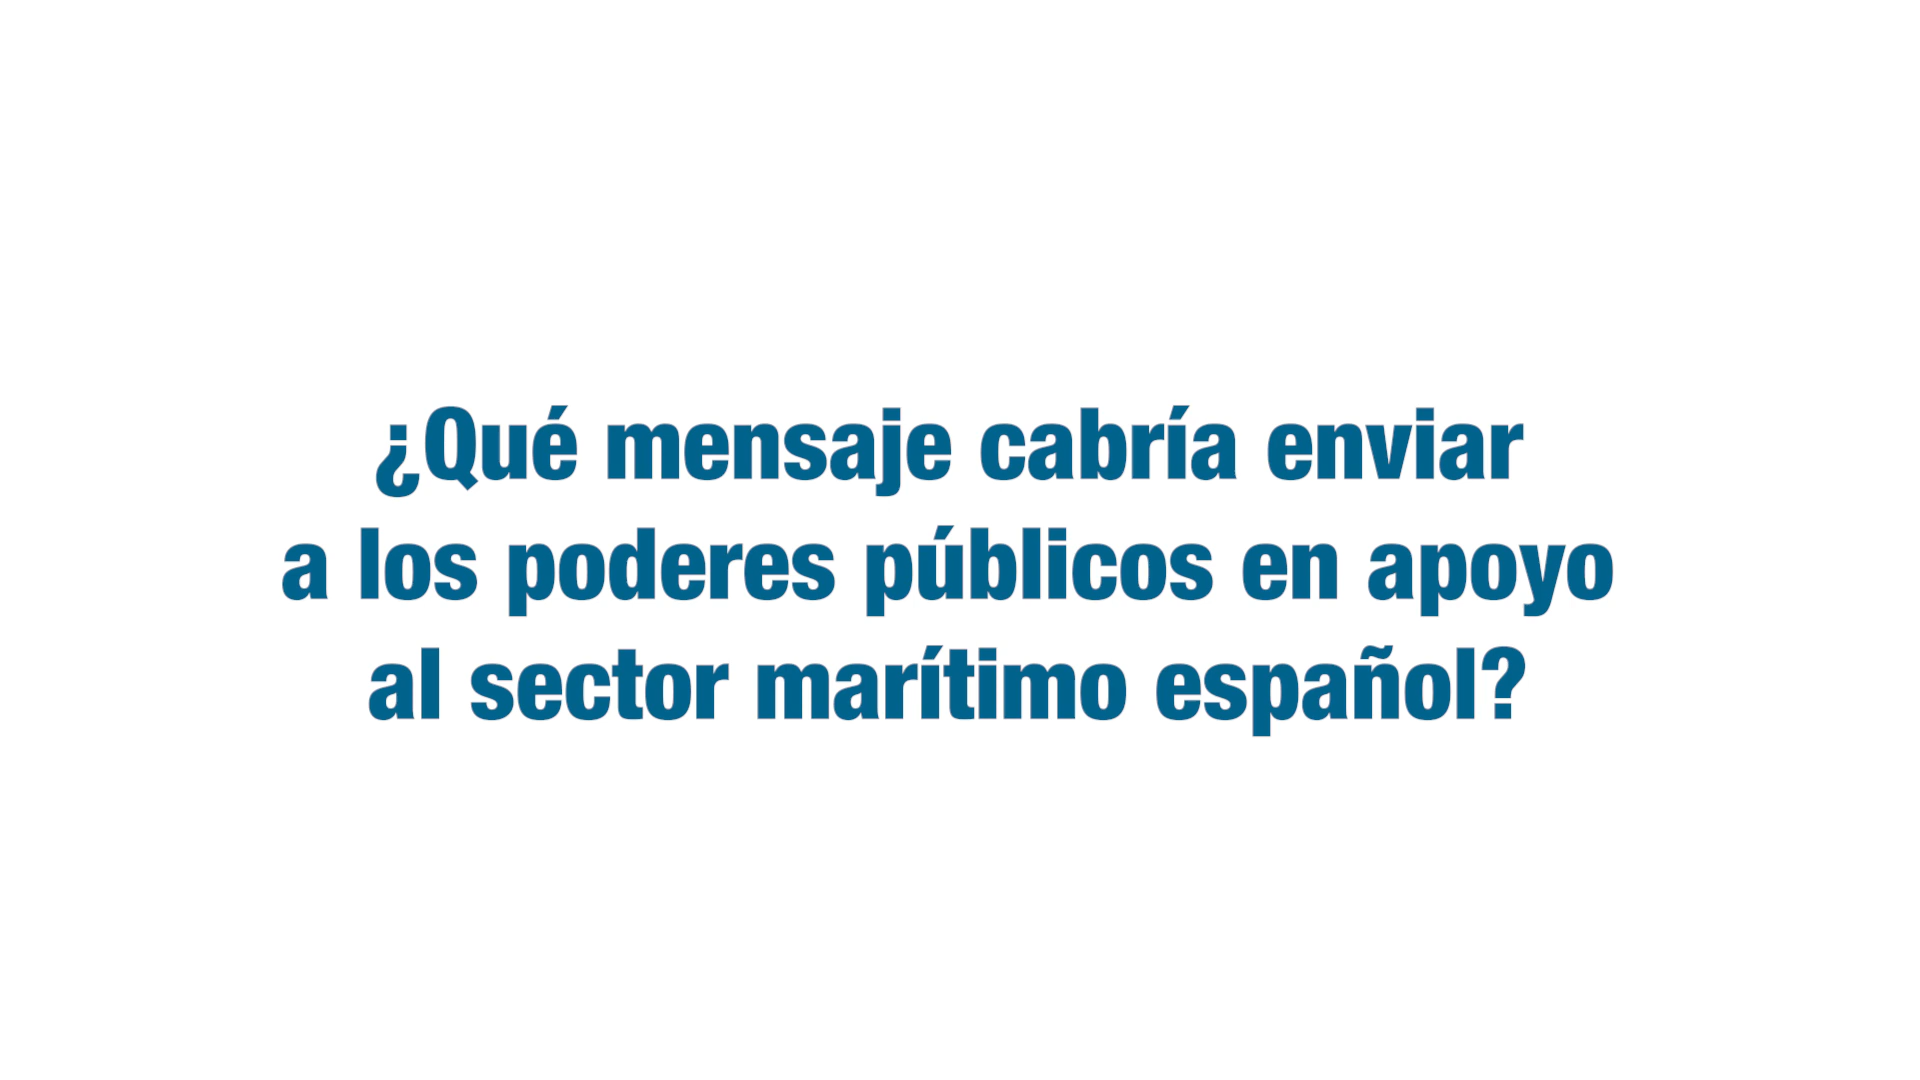 ¿Qué mensaje cabría enviar
a los poderes públicos en apoyo
al sector marítimo español?